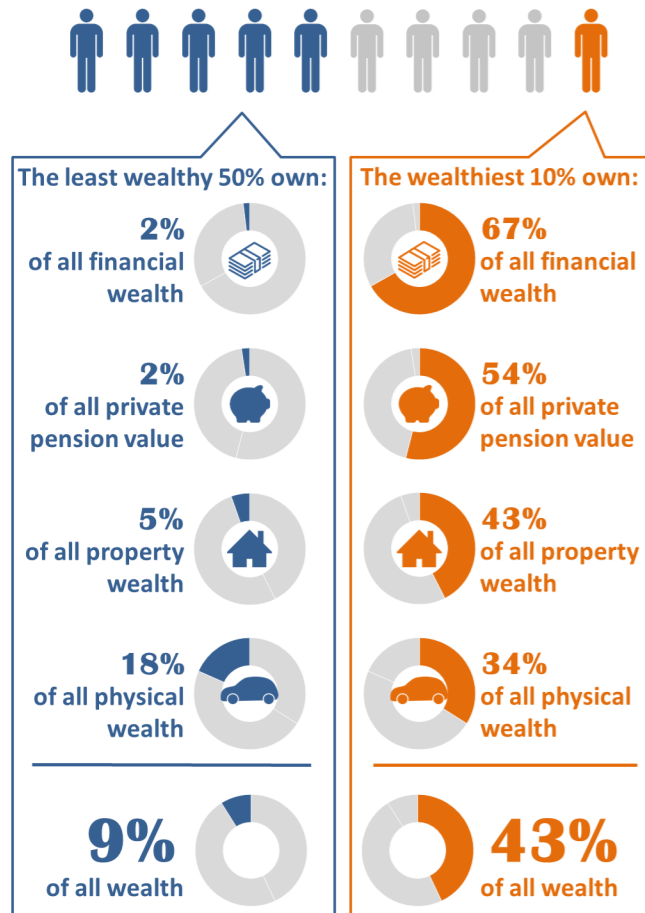 The least wealthy 50% own:
2%
of all financial
wealth
2%
of all private
pension value
5%
of all property
wealth
18%
of all physical
wealth
9%
of all wealth
The wealthiest 10% own:
67%
of all financial
wealth
54%
of all private
pension value
43%
of all property
wealth
34%
of all physical
wealth
43%
of all wealth